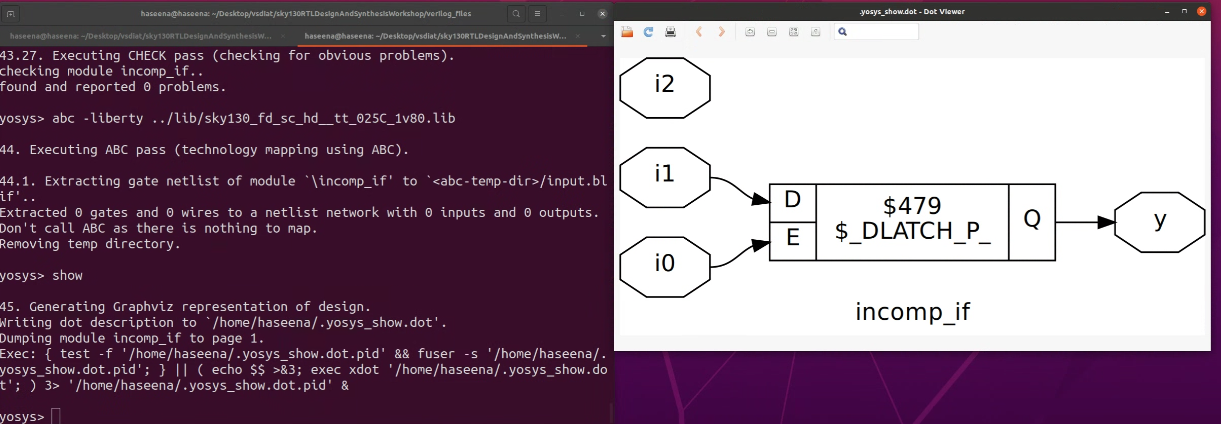 haseena@haseena: ~/Desktop/vsdiat/sky130RTLDesignAndSynthesisWorkshop/verilog_files
haseena@haseena: ~/Desktop/vsdiat/sky130RTLDesignAndSynthesisW...
haseena@haseena: ~/Desktop/vsdiat/sky130RTLDesignAndSynthesisW...
43.27. Executing CHECK pass (checking for obvious problems).
checking module incomp_if..
found and reported 0 problems.
yosys> abc -liberty ../lib/sky130_fd_sc_hd__tt_025C_1v80.lib
44. Executing ABC pass (technology mapping using ABC).
44.1. Extracting gate netlist of module `\incomp_if' to `<abc-temp-dir>/input.bl
if'..
Extracted 0 gates and 0 wires to a netlist network with 0 inputs and 0 outputs.
Don't call ABC as there is nothing to map.
Removing temp directory.
yosys> show
45. Generating Graphviz representation of design.
Writing dot description to `/home/haseena/.yosys_show.dot'.
Dumping module incomp_if to page 1.
Exec: { test -f '/home/haseena/.yosys_show.dot.pid' && fuser -s '/home/haseena/.
yosys_show.dot.pid'; } || ( echo $$ >&3; exec xdot '/home/haseena/.yosys_show.do
t'; ) 3> '/home/haseena/.yosys_show.dot.pid' &
yosys>
.yosys_show.dot - Dot Viewer
i2
i1
i0
D
E
$479
$_DLATCH_P_
Q
y
incomp_if